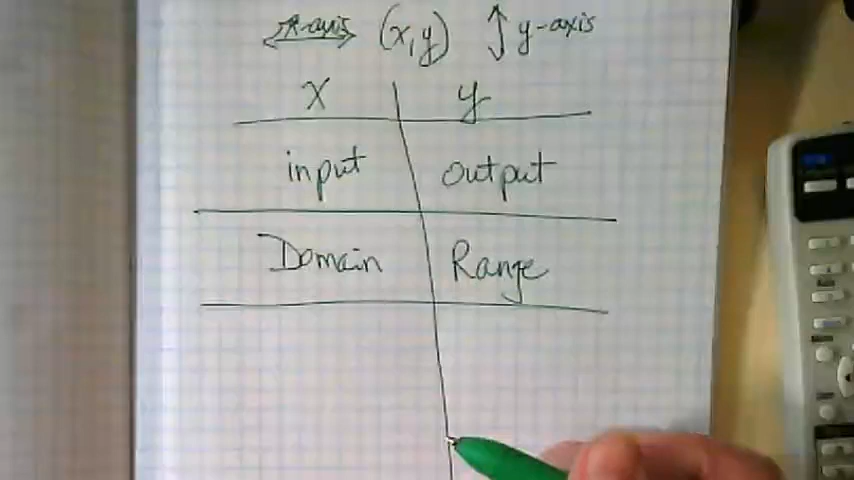 x-axis (x,y) y-axis
x y
input output
Domain Range